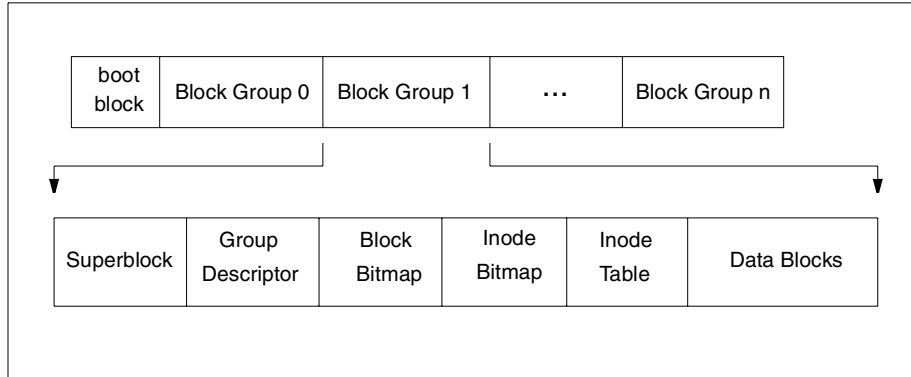 boot
block
Block Group 0
Block Group 1
...
Block Group n
Superblock
Group
Descriptor
Block
Bitmap
Inode
Bitmap
Inode
Table
Data Blocks